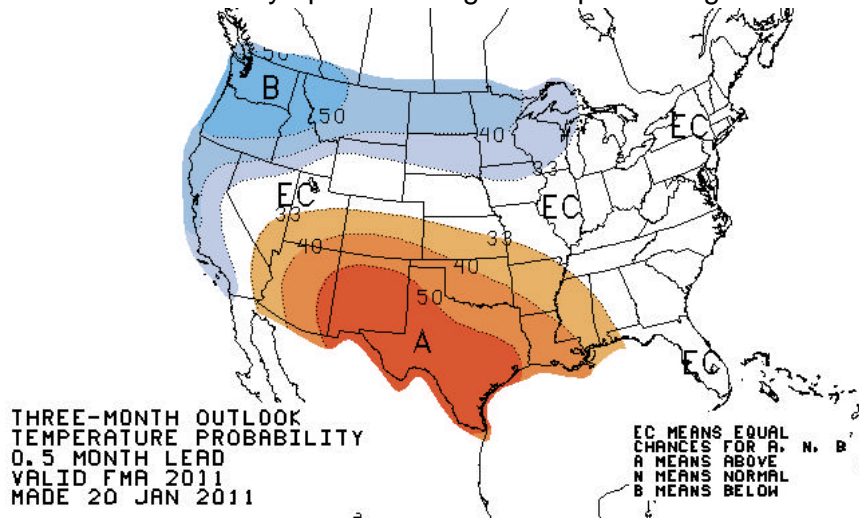 50
B
50
40
EC
33
EC
EC
33
40
33
40
50
A
EC
THREE-MONTH OUTLOOK
TEMPERATURE PROBABILITY
0.5 MONTH LEAD
VALID FMA 2011
MADE 20 JAN 2011
EC MEANS EQUAL
CHANCES FOR A, N, B
A MEANS ABOVE
N MEANS NORMAL
B MEANS BELOW